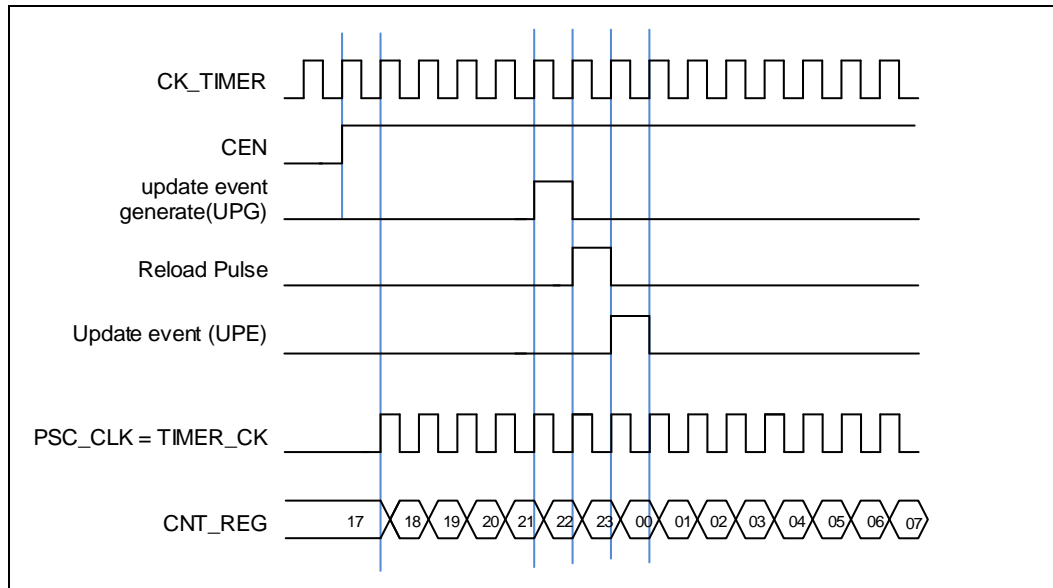 CK_TIMER
CEN
update event
generate(UPG)
Reload Pulse
Update event (UPE)
PSC_CLK = TIMER_CK
CNT_REG 17 18 19 20 21 22 23 00 01 02 03 04 05 06 07